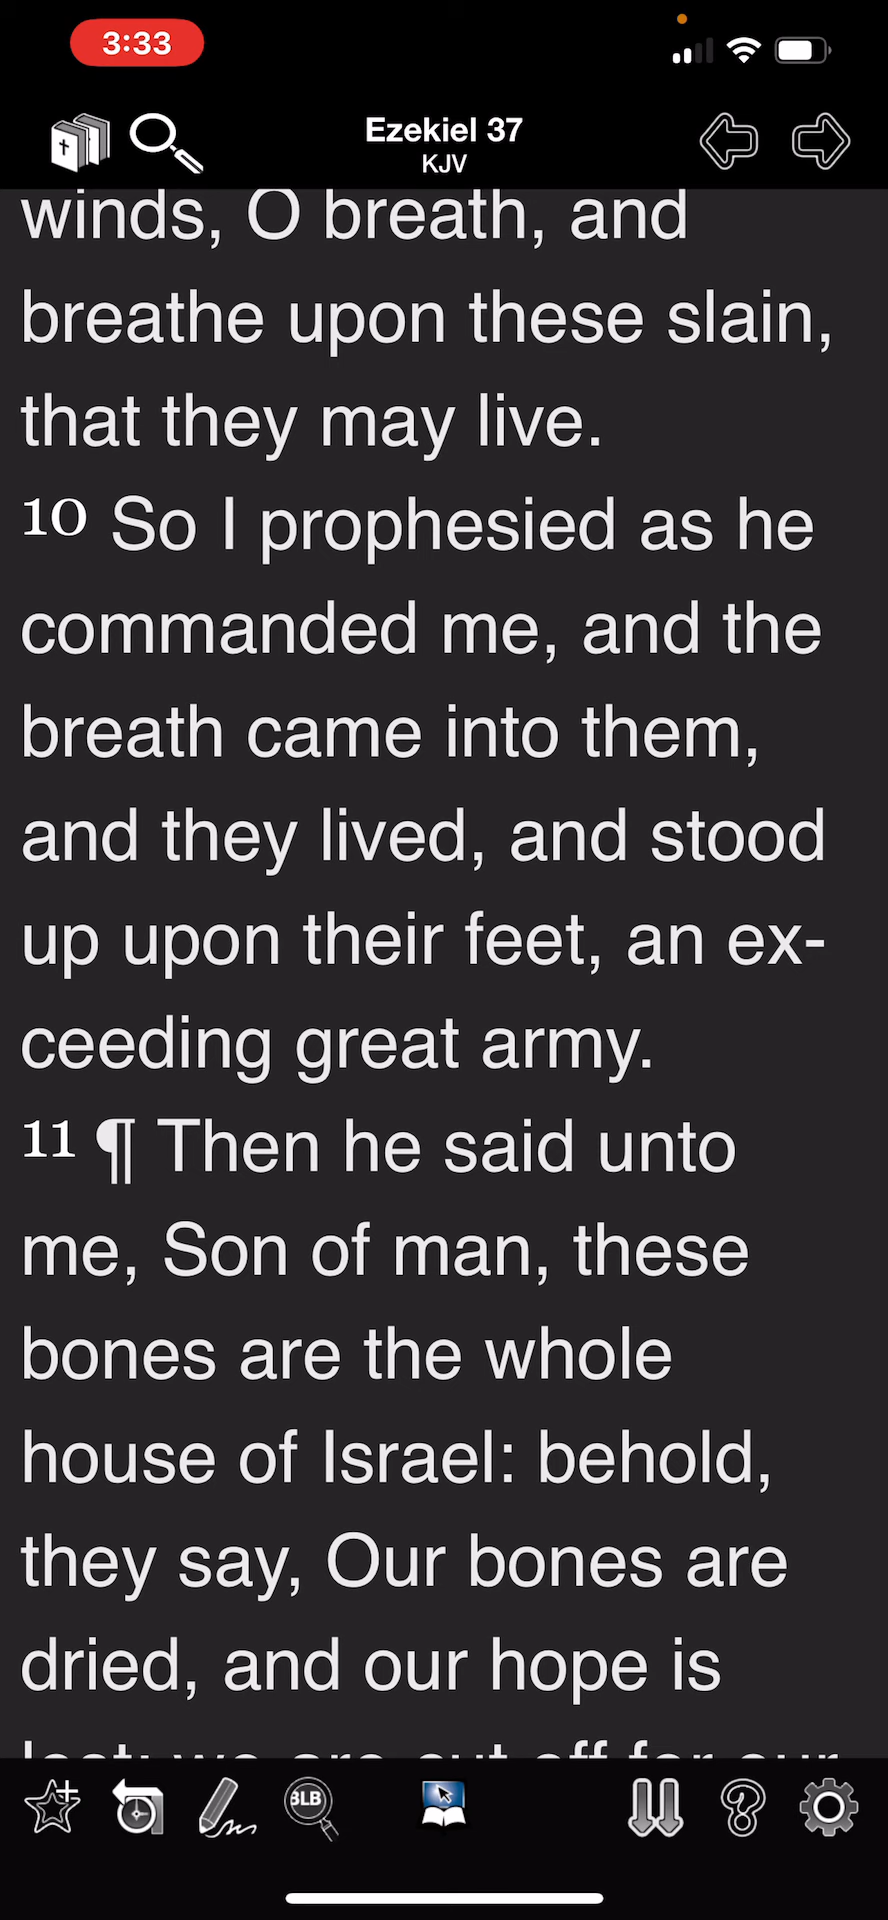 3:33
Ezekiel 37
KJV
winds, O breath, and
breathe upon these slain,
that they may live.
10 So I prophesied as he
commanded me, and the
breath came into them,
and they lived, and stood
up upon their feet, an ex-
ceeding great army.
11 ¶ Then he said unto
me, Son of man, these
bones are the whole
house of Israel: behold,
they say, Our bones are
dried, and our hope is
BLB